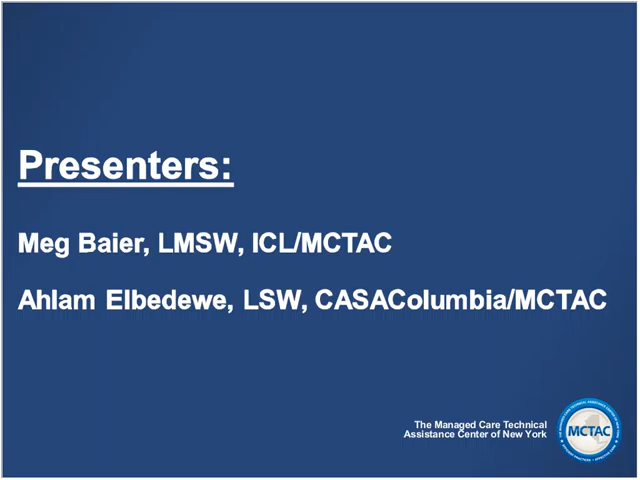 Presenters:
Meg Baier, LMSW, ICL/MCTAC
Ahlam Elbedewe, LSW, CASAColumbia/MCTAC
The Managed Care Technical
Assistance Center of New York
MCTAC